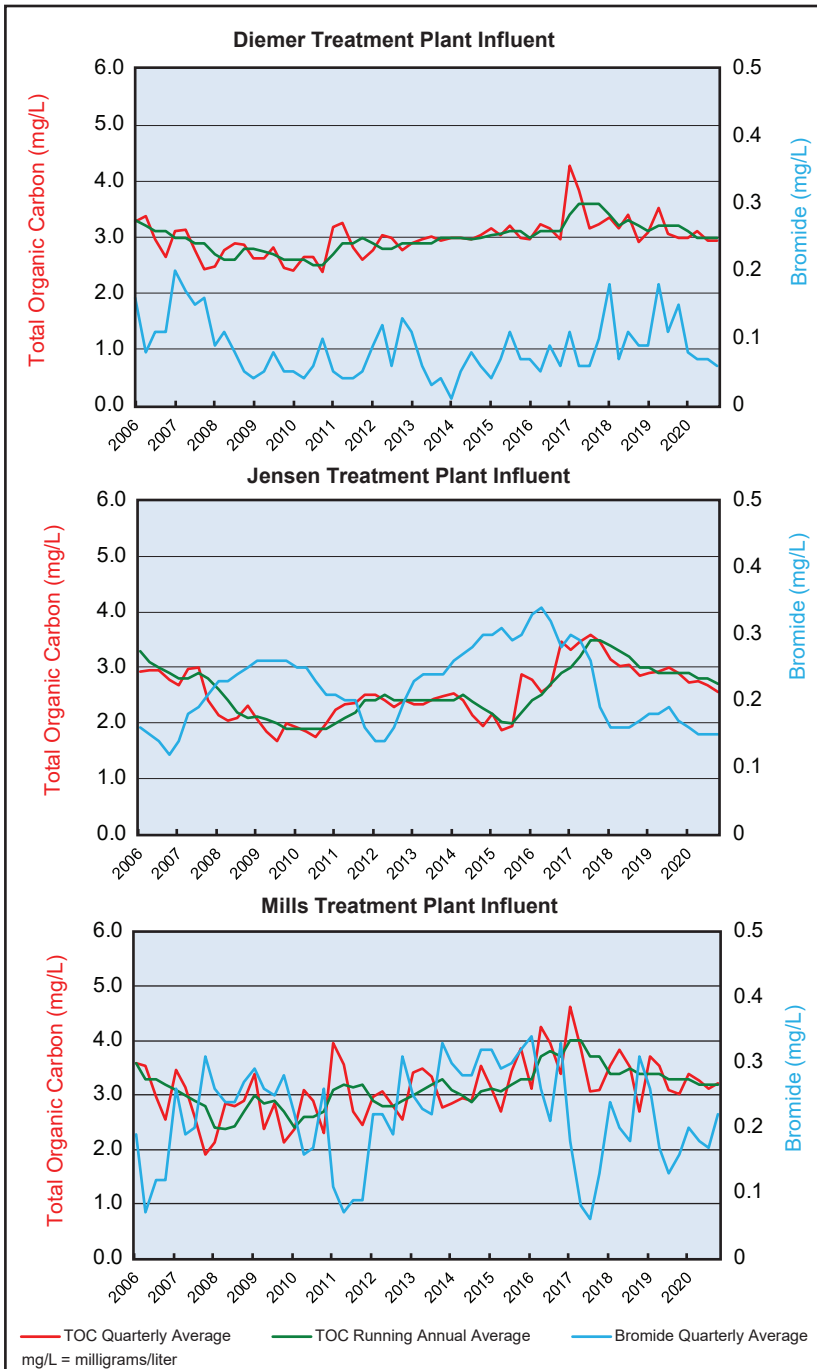 Diemer Treatment Plant Influent
Total Organic Carbon (mg/L)
6.0
5.0
4.0
3.0
2.0
1.0
0.0
0.5
0.4
0.3
0.2
0.1
0
Bromide (mg/L)
2006 2007 2008 2009 2010 2011 2012 2013 2014 2015 2016 2017 2018 2019 2020
Jensen Treatment Plant Influent
Total Organic Carbon (mg/L)
6.0
5.0
4.0
3.0
2.0
1.0
0.0
0.5
0.4
0.3
0.2
0.1
0
Bromide (mg/L)
2006 2007 2008 2009 2010 2011 2012 2013 2014 2015 2016 2017 2018 2019 2020
Mills Treatment Plant Influent
Total Organic Carbon (mg/L)
6.0
5.0
4.0
3.0
2.0
1.0
0.0
0.5
0.4
0.3
0.2
0.1
0
Bromide (mg/L)
2006 2007 2008 2009 2010 2011 2012 2013 2014 2015 2016 2017 2018 2019 2020
TOC Quarterly Average TOC Running Annual Average Bromide Quarterly Average
mg/L = milligrams/liter